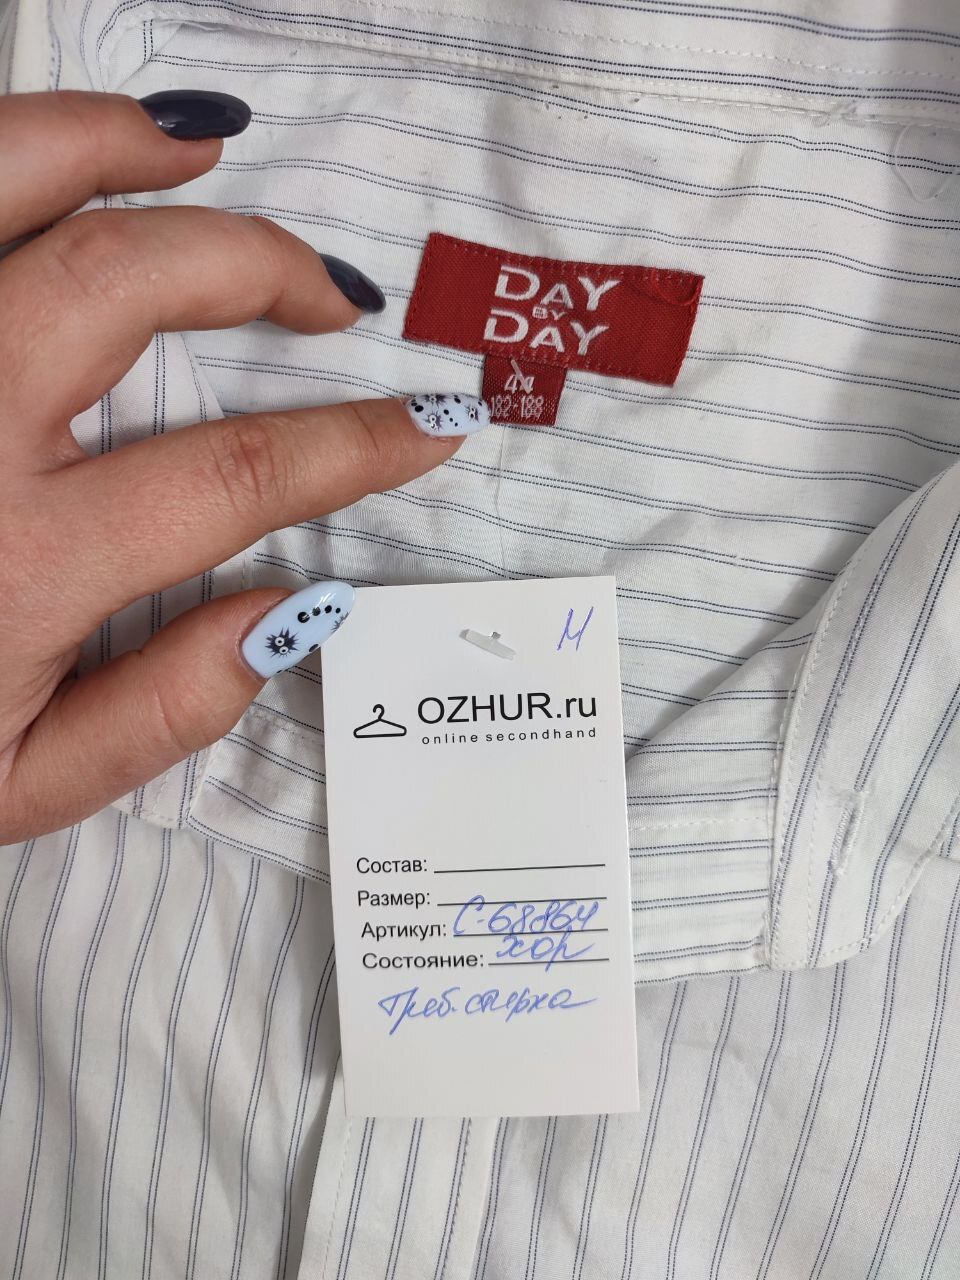 DAY
BY
DAY
182-188
М
OZHUR.ru
online secondhand
Состав:
Размер:
Артикул: С-68864
Состояние: хор
Треб. стирка